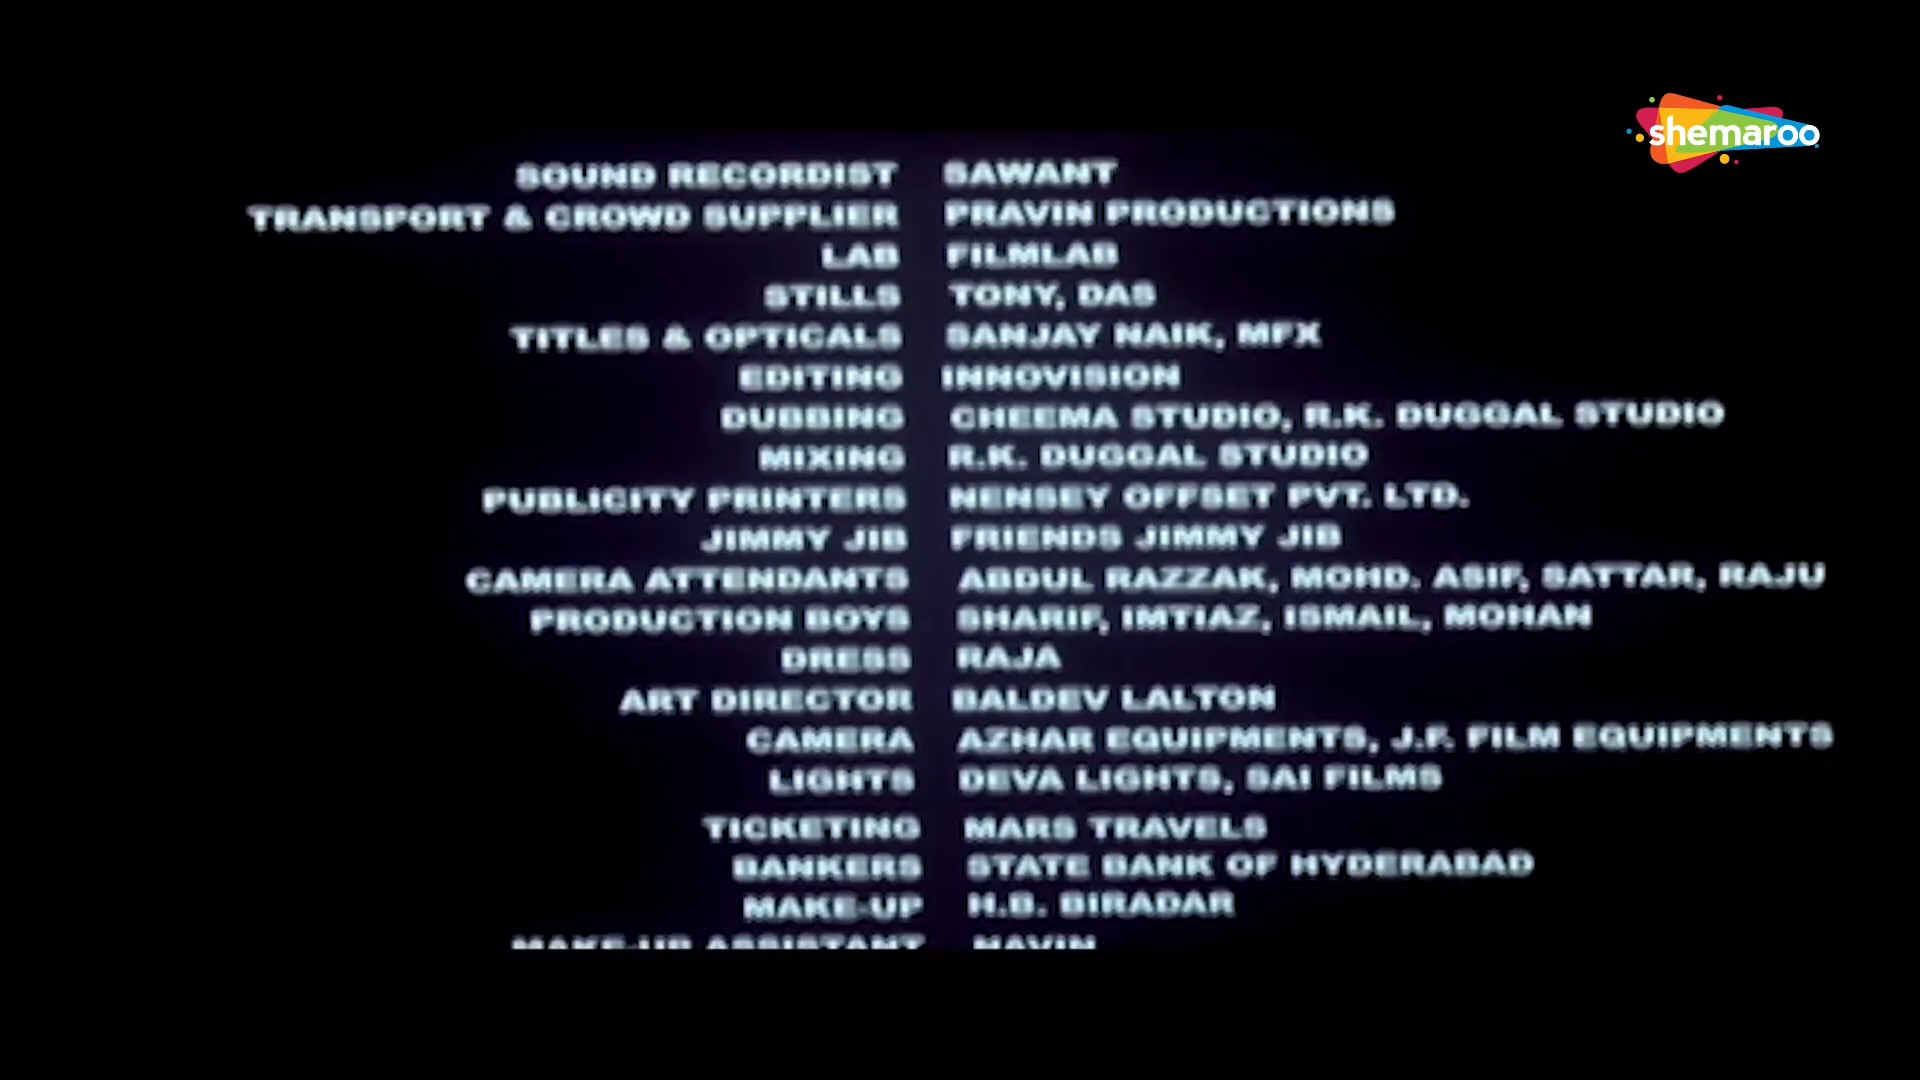 shemaroo
SOUND RECORDIST SAWANT
TRANSPORT & CROWD SUPPLIER PRAVIN PRODUCTIONS
LAB FILMLAB
STILLS TONY, DAS
TITLES & OPTICALS SANJAY NAIK, MFX
EDITING INNOVISION
DUBBING CHEEMA STUDIO, R.K. DUGGAL STUDIO
MIXING R.K. DUGGAL STUDIO
PUBLICITY PRINTERS NENSEY OFFSET PVT. LTD.
JIMMY JIB FRIENDS JIMMY JIB
CAMERA ATTENDANTS ABDUL RAZZAK, MOHD. ASIF, SATTAR, RAJU
PRODUCTION BOYS SHARIF, IMTIAZ, ISMAIL, MOHAN
DRESS RAJA
ART DIRECTOR BALDEV LALTON
CAMERA AZHAR EQUIPMENTS, J.F. FILM EQUIPMENTS
LIGHTS DEVA LIGHTS, SAI FILMS
TICKETING MARS TRAVELS
BANKERS STATE BANK OF HYDERABAD
MAKE-UP H.B. BIRADAR
MAKE-UP ASSISTANT